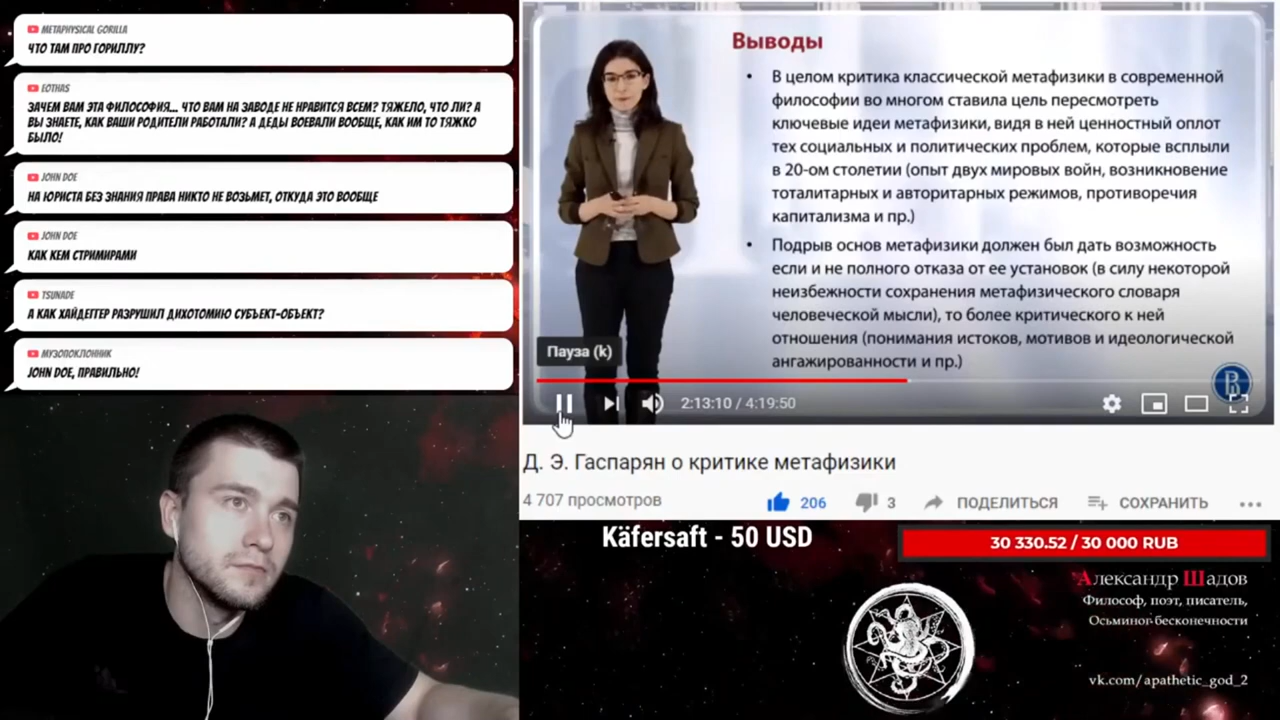 METAPHYSICAL GORILLA
ЧТО ТАМ ПРО ГОРИЛЛУ?
EOTHAS
ЗАЧЕМ ВАМ ЭТА ФИЛОСОФИЯ... ЧТО ВАМ НА ЗАВОДЕ НЕ НРАВИТСЯ ВСЕМ? ТЯЖЕЛО, ЧТО ЛИ? А
ВЫ ЗНАЕТЕ, КАК ВАШИ РОДИТЕЛИ РАБОТАЛИ? А ДЕДЫ ВОЕВАЛИ ВООБЩЕ, КАК ИМ ТО ТЯЖКО
БЫЛО!
JOHN DOE
НА ЮРИСТА БЕЗ ЗНАНИЯ ПРАВА НИКТО НЕ ВОЗЬМЕТ, ОТКУДА ЭТО ВООБЩЕ
JOHN DOE
КАК КЕМ СТРИМИРАМИ
TSUNADE
А КАК ХАЙДЕГГЕР РАЗРУШИЛ ДИХОТОМИЮ СУБЪЕКТ-ОБЪЕКТ?
МУЗОПОКЛОННИК
JOHN DOE, ПРАВИЛЬНО!
Выводы
• В целом критика классической метафизики в современной
философии во многом ставила цель пересмотреть
ключевые идеи метафизики, видя в ней ценностный оплот
тех социальных и политических проблем, которые всплыли
в 20-ом столетии (опыт двух мировых войн, возникновение
тоталитарных и авторитарных режимов, противоречия
капитализма и пр.)
• Подрыв основ метафизики должен был дать возможность
если и не полного отказа от ее установок (в силу некоторой
неизбежности сохранения метафизического словаря
человеческой мысли), то более критического к ней
отношения (понимания истоков, мотивов и идеологической
ангажированности и пр.)
Пауза (k)
2:13:10 / 4:19:50
Д. Э. Гаспарян о критике метафизики
4 707 просмотров
206
3
ПОДЕЛИТЬСЯ
СОХРАНИТЬ
Käfersaft - 50 USD
30 330.52 / 30 000 RUB
Александр Шадов
Философ, поэт, писатель,
Осьминог бесконечности
vk.com/apathetic_god_2